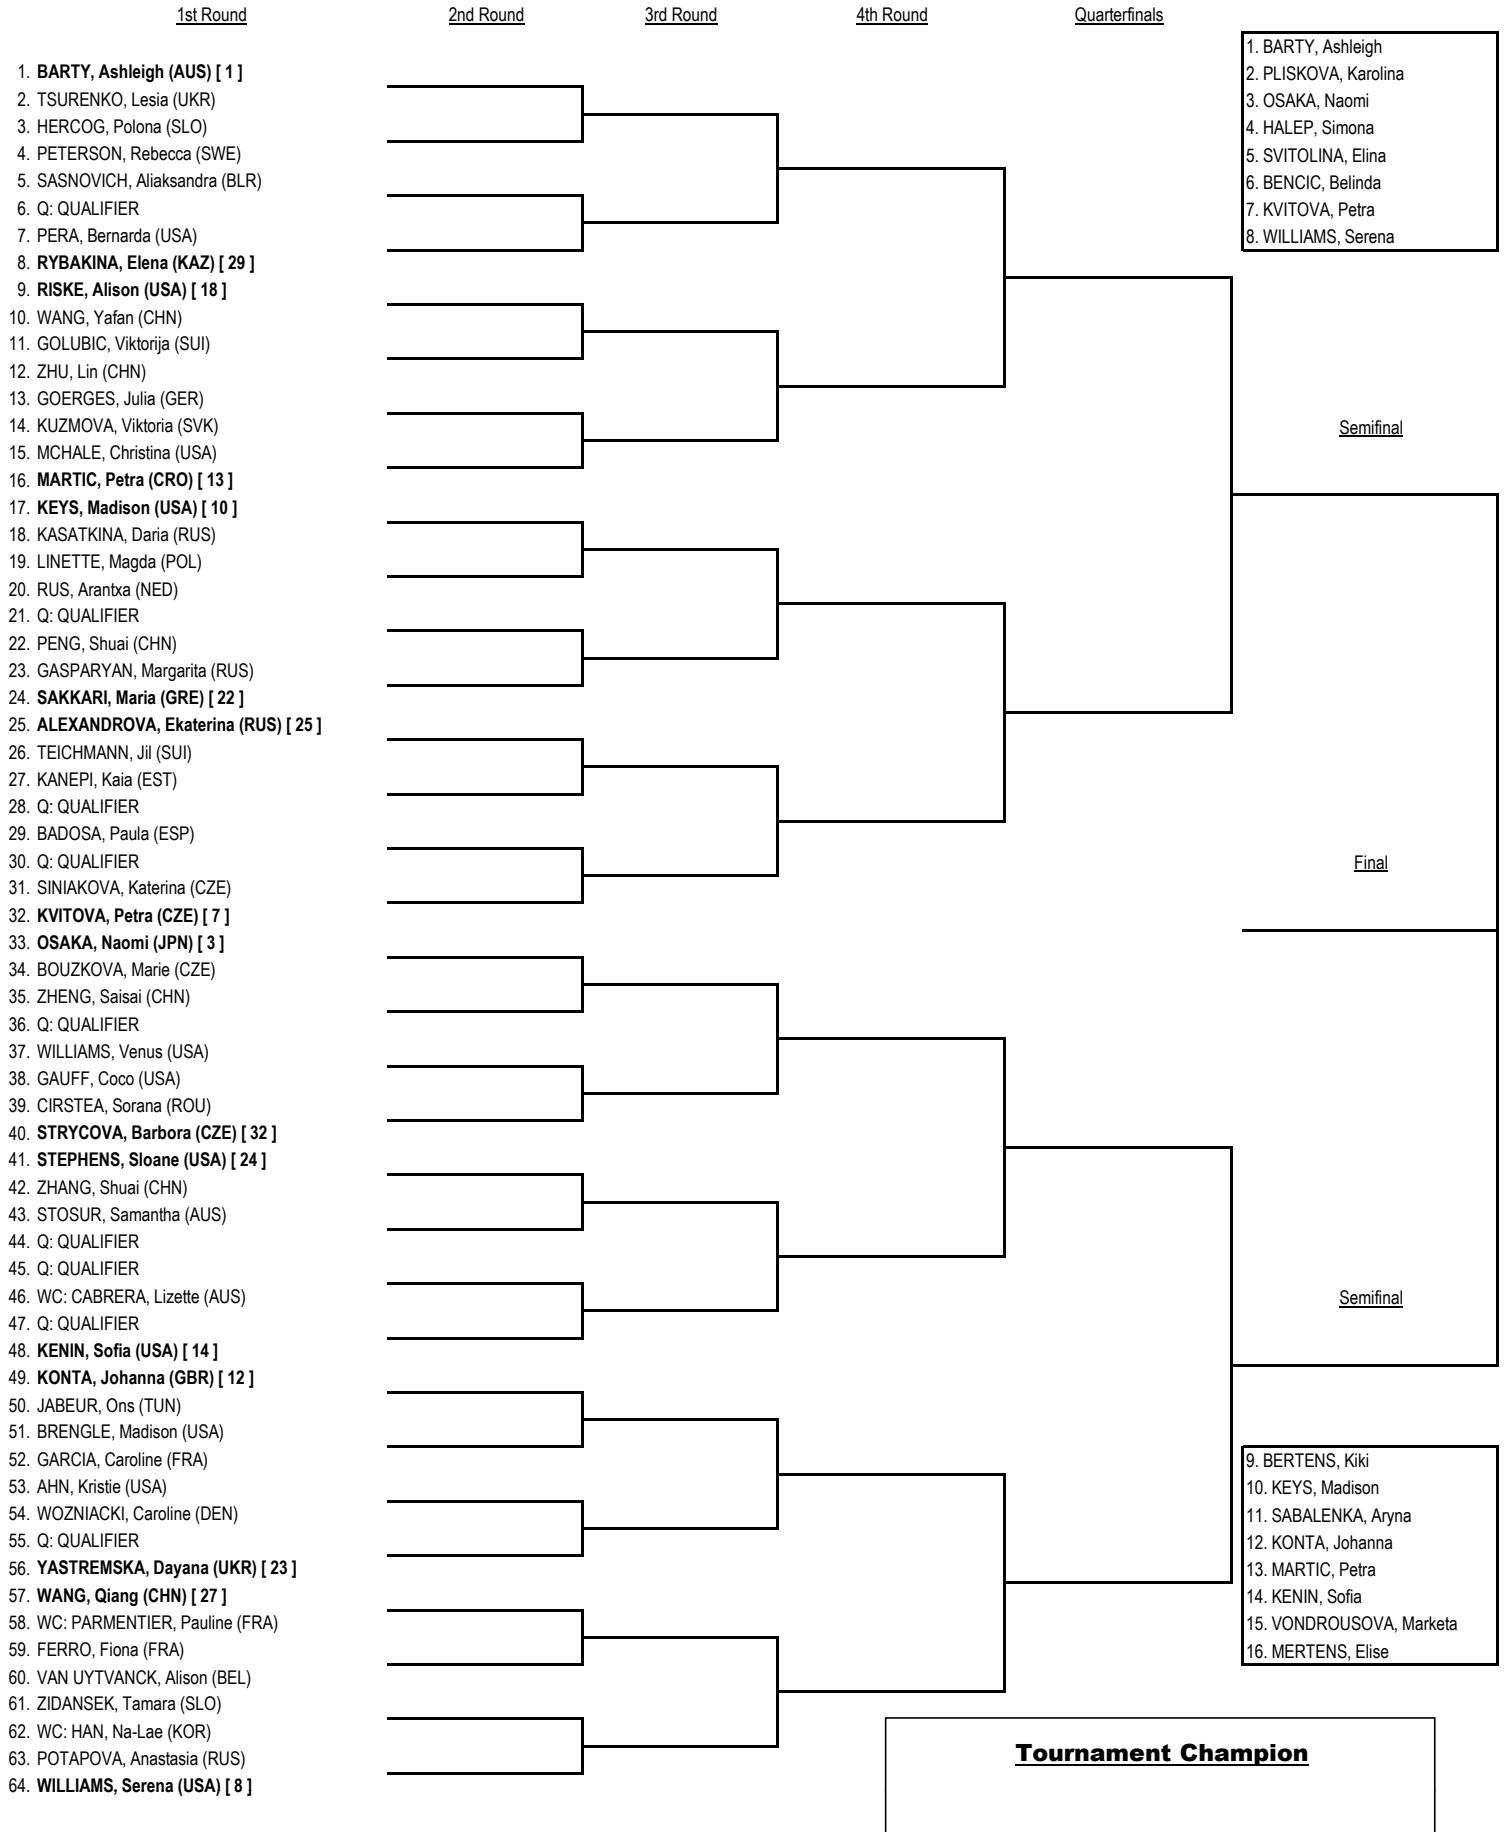 1st Round 2nd Round 3rd Round 4th Round Quarterfinals
1. BARTY, Ashleigh
2. PLISKOVA, Karolina
3. OSAKA, Naomi
4. HALEP, Simona
5. SVITOLINA, Elina
6. BENCIC, Belinda
7. KVITOVA, Petra
8. WILLIAMS, Serena
1. BARTY, Ashleigh (AUS) [ 1 ]
2. TSURENKO, Lesia (UKR)
3. HERCOG, Polona (SLO)
4. PETERSON, Rebecca (SWE)
5. SASNOVICH, Aliaksandra (BLR)
6. Q: QUALIFIER
7. PERA, Bernarda (USA)
8. RYBAKINA, Elena (KAZ) [ 29 ]
9. RISKE, Alison (USA) [ 18 ]
10. WANG, Yafan (CHN)
11. GOLUBIC, Viktorija (SUI)
12. ZHU, Lin (CHN)
13. GOERGES, Julia (GER)
14. KUZMOVA, Viktoria (SVK)
15. MCHALE, Christina (USA)
16. MARTIC, Petra (CRO) [ 13 ]
17. KEYS, Madison (USA) [ 10 ]
18. KASATKINA, Daria (RUS)
19. LINETTE, Magda (POL)
20. RUS, Arantxa (NED)
21. Q: QUALIFIER
22. PENG, Shuai (CHN)
23. GASPARYAN, Margarita (RUS)
24. SAKKARI, Maria (GRE) [ 22 ]
25. ALEXANDROVA, Ekaterina (RUS) [ 25 ]
26. TEICHMANN, Jil (SUI)
27. KANEPI, Kaia (EST)
28. Q: QUALIFIER
29. BADOSA, Paula (ESP)
30. Q: QUALIFIER
31. SINIAKOVA, Katerina (CZE)
32. KVITOVA, Petra (CZE) [ 7 ]
33. OSAKA, Naomi (JPN) [ 3 ]
34. BOUZKOVA, Marie (CZE)
35. ZHENG, Saisai (CHN)
36. Q: QUALIFIER
37. WILLIAMS, Venus (USA)
38. GAUFF, Coco (USA)
39. CIRSTEA, Sorana (ROU)
40. STRYCOVA, Barbora (CZE) [ 32 ]
41. STEPHENS, Sloane (USA) [ 24 ]
42. ZHANG, Shuai (CHN)
43. STOSUR, Samantha (AUS)
44. Q: QUALIFIER
45. Q: QUALIFIER
46. WC: CABRERA, Lizette (AUS)
47. Q: QUALIFIER
48. KENIN, Sofia (USA) [ 14 ]
49. KONTA, Johanna (GBR) [ 12 ]
50. JABEUR, Ons (TUN)
51. BRENGLE, Madison (USA)
52. GARCIA, Caroline (FRA)
53. AHN, Kristie (USA)
54. WOZNIACKI, Caroline (DEN)
55. Q: QUALIFIER
56. YASTREMSKA, Dayana (UKR) [ 23 ]
57. WANG, Qiang (CHN) [ 27 ]
58. WC: PARMENTIER, Pauline (FRA)
59. FERRO, Fiona (FRA)
60. VAN UYTVANCK, Alison (BEL)
61. ZIDANSEK, Tamara (SLO)
62. WC: HAN, Na-Lae (KOR)
63. POTAPOVA, Anastasia (RUS)
64. WILLIAMS, Serena (USA) [ 8 ]
Semifinal
Final
Semifinal
9. BERTENS, Kiki
10. KEYS, Madison
11. SABALENKA, Aryna
12. KONTA, Johanna
13. MARTIC, Petra
14. KENIN, Sofia
15. VONDROUSOVA, Marketa
16. MERTENS, Elise
Tournament Champion